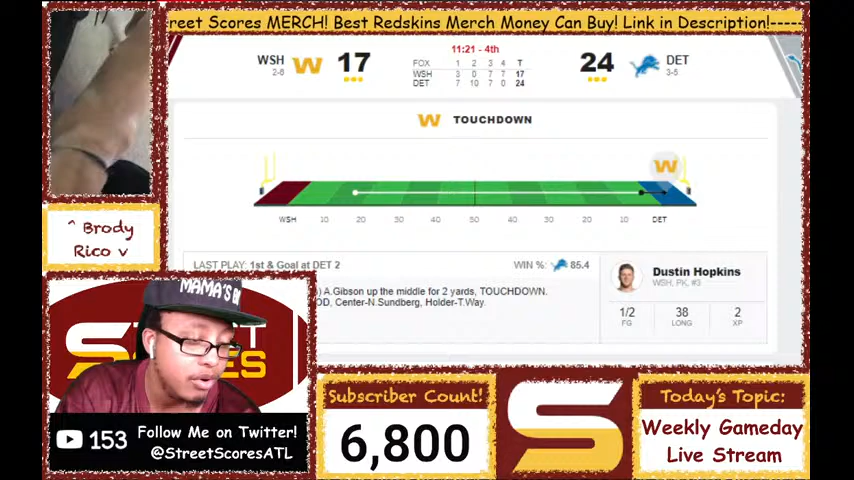 reet Scores MERCH! Best Redskins Merch Money Can Buy! Link in Description!-----
WSH
2-6
W
17
11:21 - 4th
FOX 1 2 3 4 T
WSH 3 0 7 7 17
DET 7 10 7 0 24
24
DET
3-5
W TOUCHDOWN
W
WSH 10 20 30 40 50 40 30 20 10 DET
LAST PLAY: 1st & Goal at DET 2
WIN %: 85.4
) A.Gibson up the middle for 2 yards, TOUCHDOWN.
OD, Center-N.Sundberg, Holder-T.Way.
Dustin Hopkins
WSH, PK, #3
1/2 38 2
FG LONG XP
^ Brody
Rico v
MAMA'S
ST
RES
153
Follow Me on Twitter!
@StreetScoresATL
Subscriber Count!
6,800
S
Today's Topic:
Weekly Gameday
Live Stream